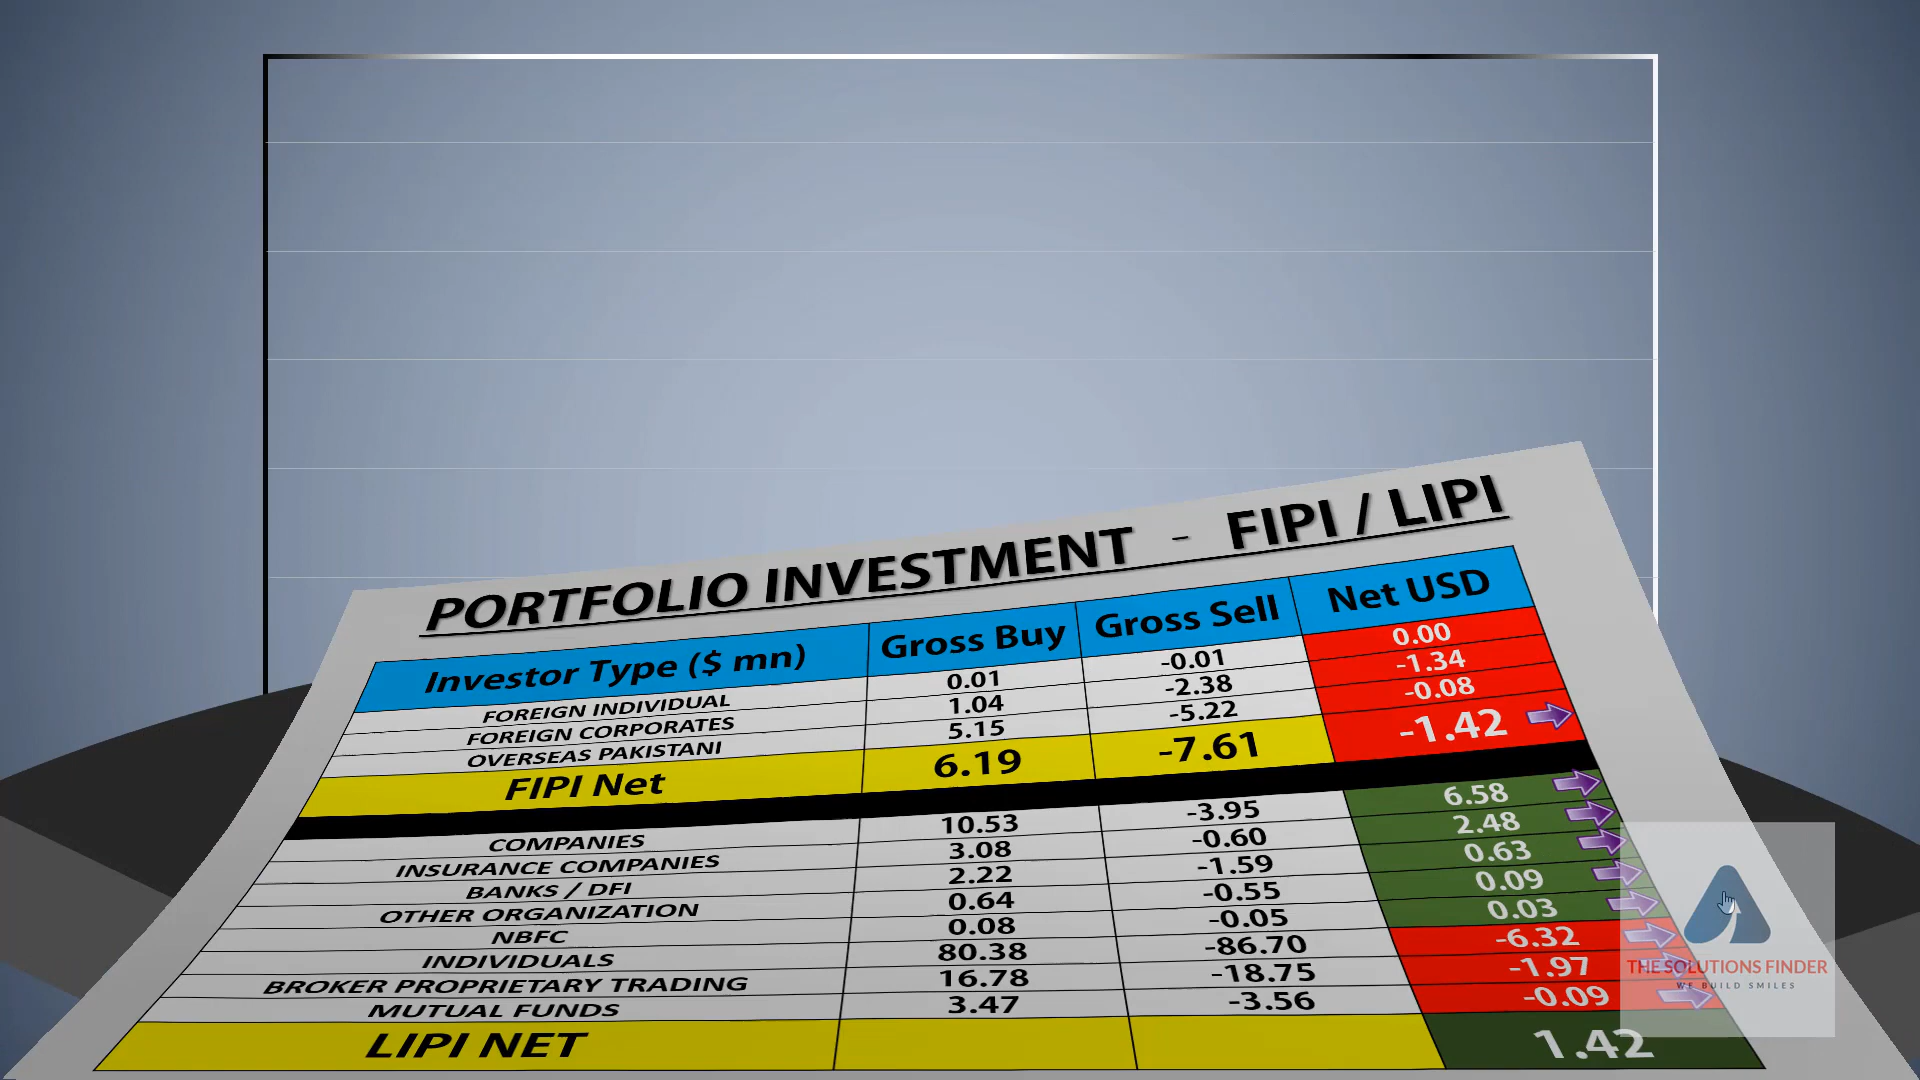 PORTFOLIO INVESTMENT - FIPI / LIPI
Investor Type ($ mn) Gross Buy Gross Sell Net USD
FOREIGN INDIVIDUAL 0.01 -0.01 0.00
FOREIGN CORPORATES 1.04 -2.38 -1.34
OVERSEAS PAKISTANI 5.15 -5.22 -0.08
FIPI Net 6.19 -7.61 -1.42
COMPANIES 10.53 -3.95 6.58
INSURANCE COMPANIES 3.08 -0.60 2.48
BANKS / DFI 2.22 -1.59 0.63
OTHER ORGANIZATION 0.64 -0.55 0.09
NBFC 0.08 -0.05 0.03
INDIVIDUALS 80.38 -86.70 -6.32
BROKER PROPRIETARY TRADING 16.78 -18.75 -1.97
MUTUAL FUNDS 3.47 -3.56 -0.09
LIPI NET 1.42
THE SOLUTIONS FINDER
WE BUILD SMILES